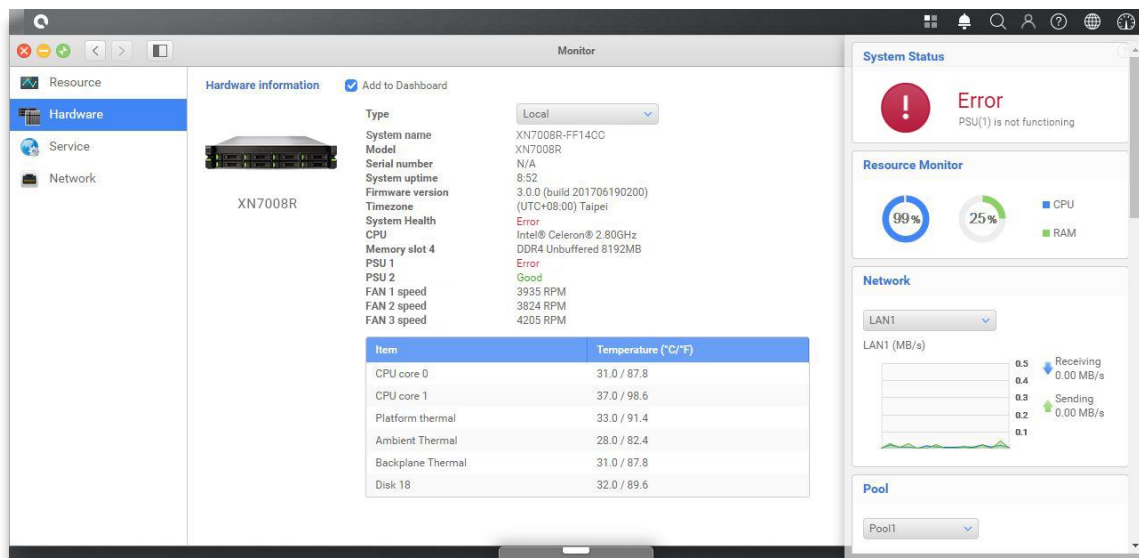 Monitor
Resource
Hardware
Service
Network
Hardware information
Add to Dashboard
XN7008R
Type Local
System name XN7008R-FF14CC
Model XN7008R
Serial number N/A
System uptime 8:52
Firmware version 3.0.0 (build 201706190200)
Timezone (UTC+08:00) Taipei
System Health Error
CPU Intel® Celeron® 2.80GHz
Memory slot 4 DDR4 Unbuffered 8192MB
PSU 1 Error
PSU 2 Good
FAN 1 speed 3935 RPM
FAN 2 speed 3824 RPM
FAN 3 speed 4205 RPM
Item Temperature (°C/°F)
CPU core 0 31.0 / 87.8
CPU core 1 37.0 / 98.6
Platform thermal 33.0 / 91.4
Ambient Thermal 28.0 / 82.4
Backplane Thermal 31.0 / 87.8
Disk 18 32.0 / 89.6
System Status
Error
PSU(1) is not functioning
Resource Monitor
99%
25%
CPU
RAM
Network
LAN1
LAN1 (MB/s)
0.5
0.4
0.3
0.2
0.1
Receiving
0.00 MB/s
Sending
0.00 MB/s
Pool
Pool1